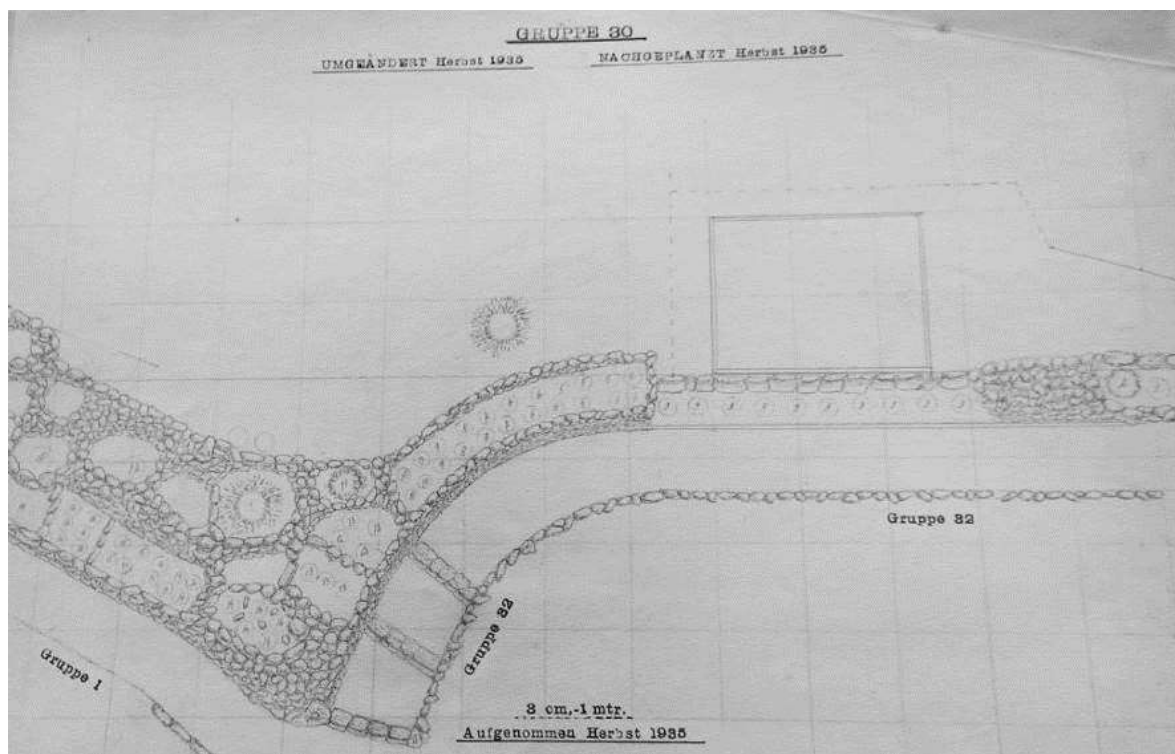 GRUPPE 30
UMGEÄNDERT Herbst 1935 NACHGEPLANZT Herbst 1935
Gruppe 32
Gruppe 32
Gruppe 1
3 cm,-1 mtr.
Aufgenommen Herbst 1935